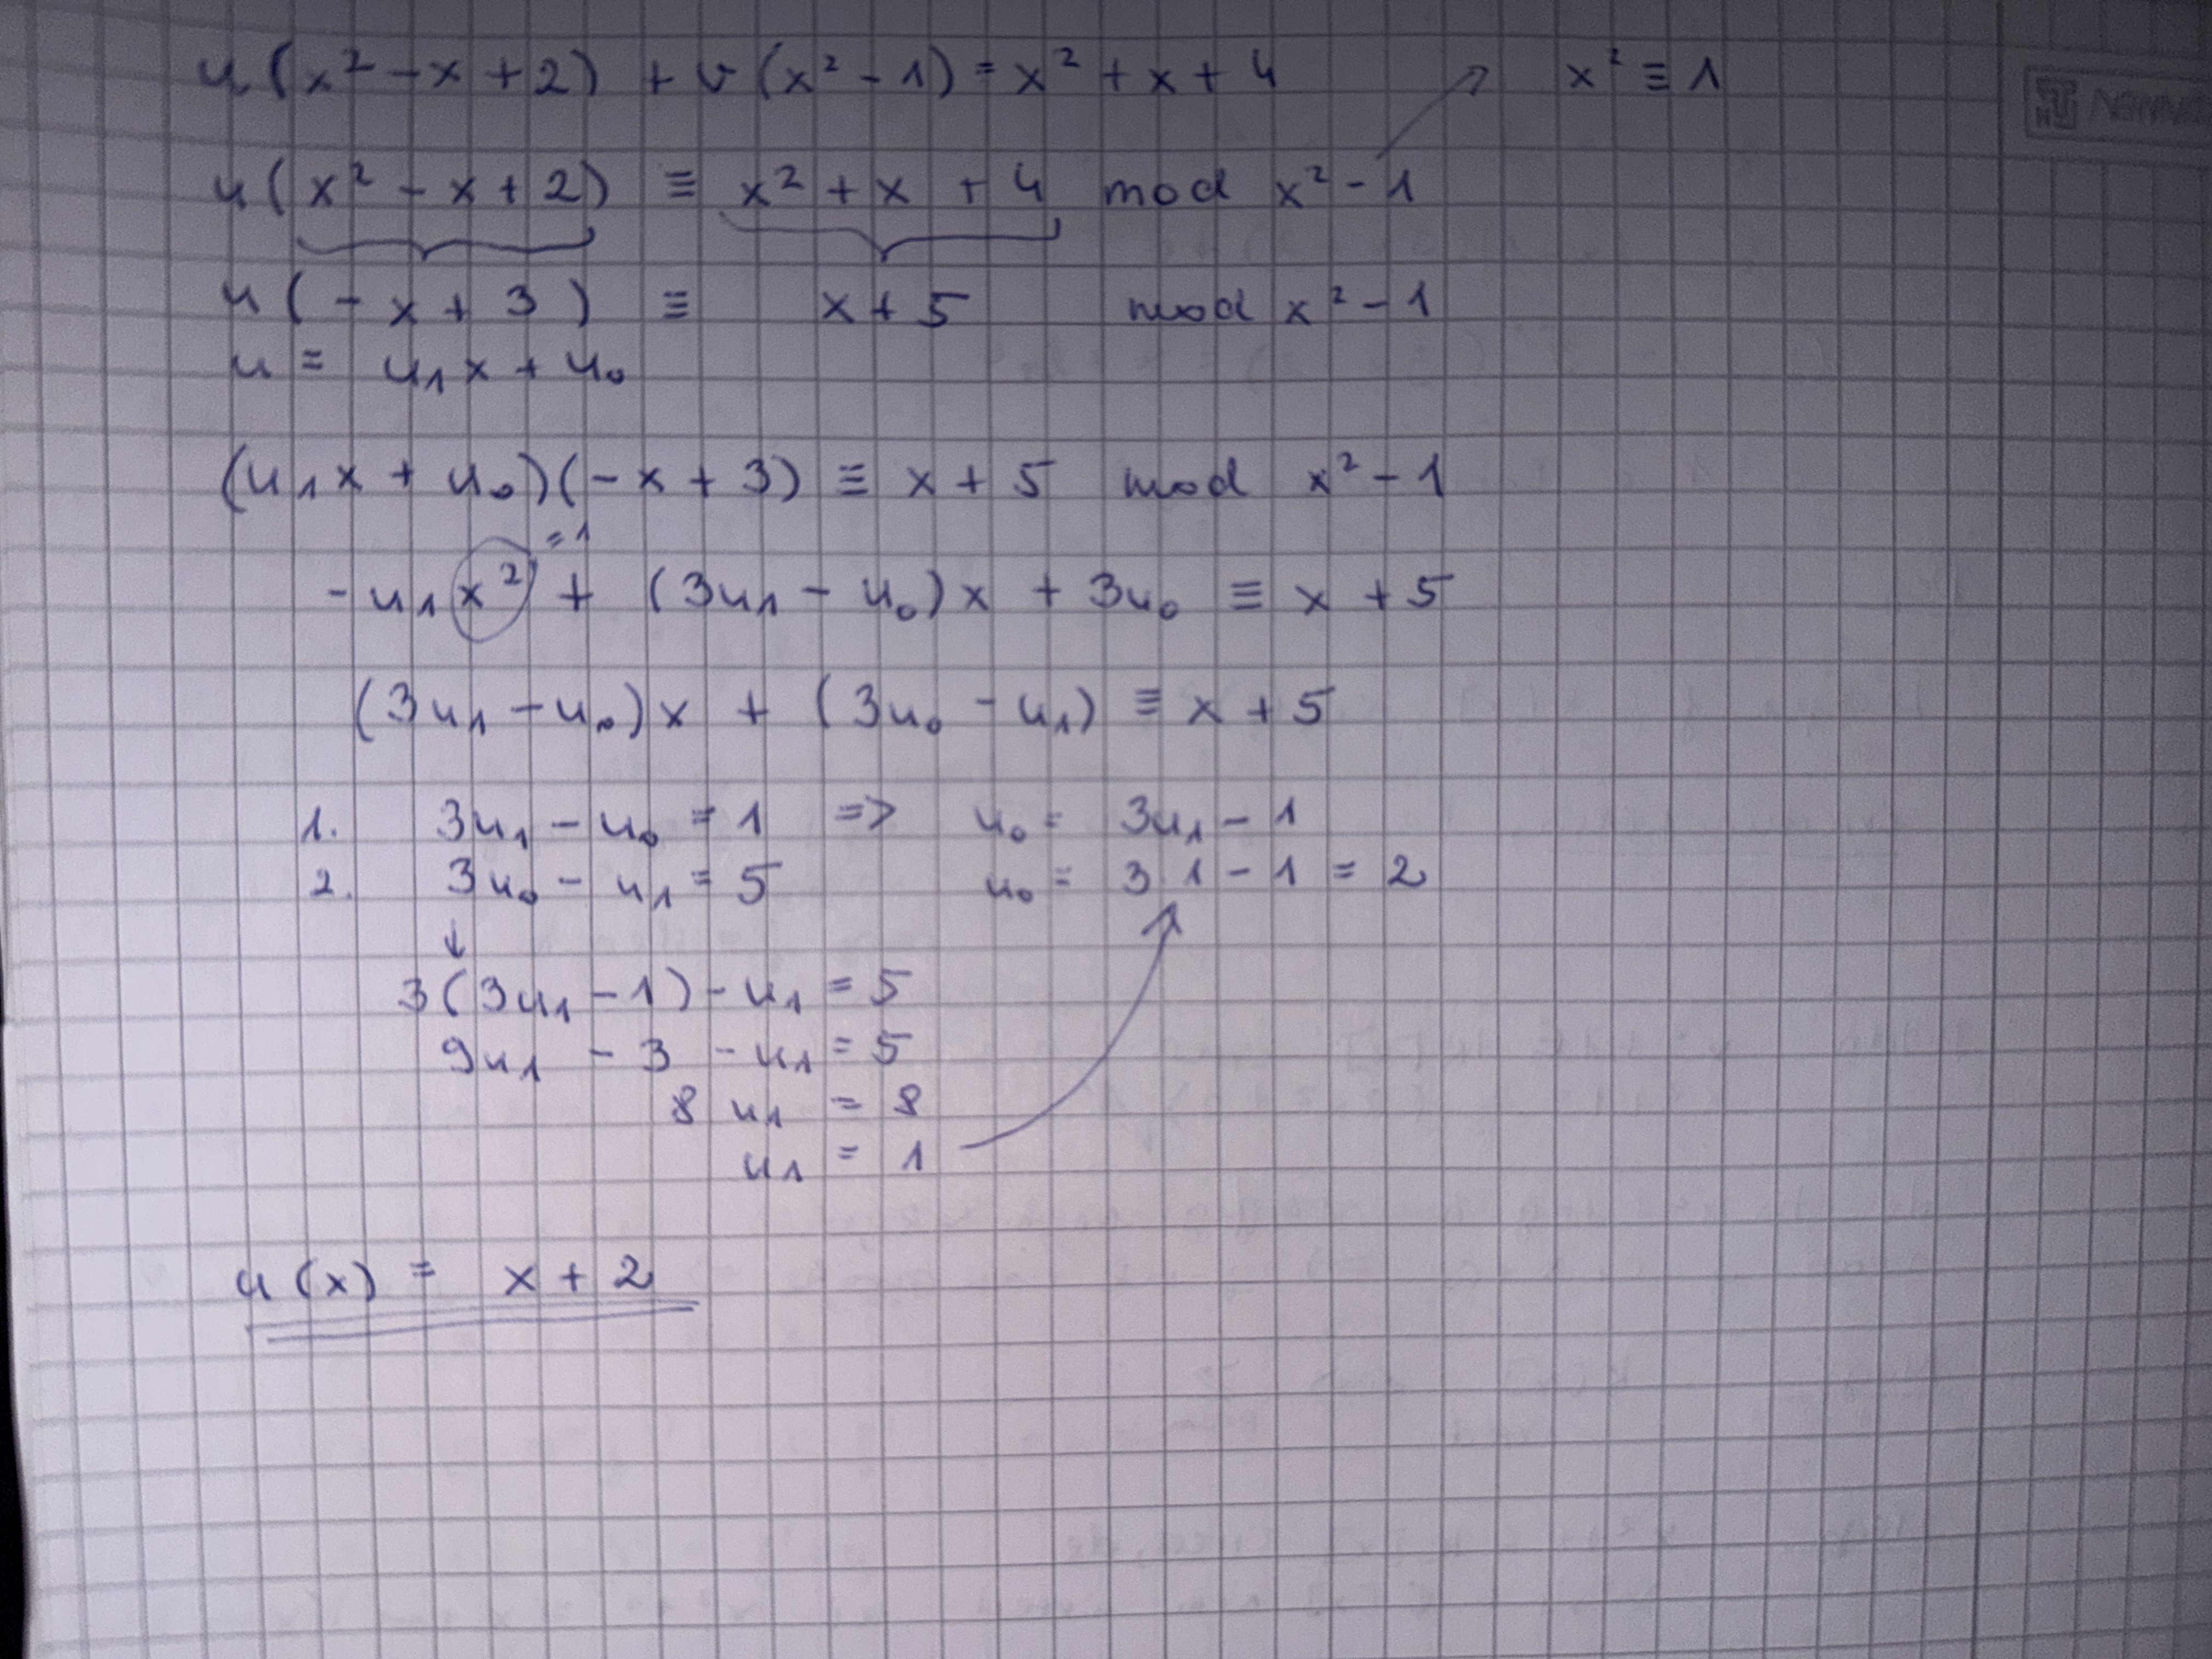 u(x² - x + 2) + v(x² - 1) = x² + x + 4 x² ≡ 1
u(x² - x + 2) ≡ x² + x + 4 mod x² - 1
u(-x + 3) ≡ x + 5 mod x² - 1
u = u₁x + u₀
(u₁x + u₀)(-x + 3) ≡ x + 5 mod x² - 1
= 1
-u₁x² + (3u₁ - u₀)x + 3u₀ ≡ x + 5
(3u₁ - u₀)x + (3u₀ - u₁) ≡ x + 5
1. 3u₁ - u₀ = 1 => u₀ = 3u₁ - 1
2. 3u₀ - u₁ = 5 u₀ = 3·1 - 1 = 2
↓
3(3u₁ - 1) - u₁ = 5
9u₁ - 3 - u₁ = 5
8u₁ = 8
u₁ = 1
u(x) = x + 2